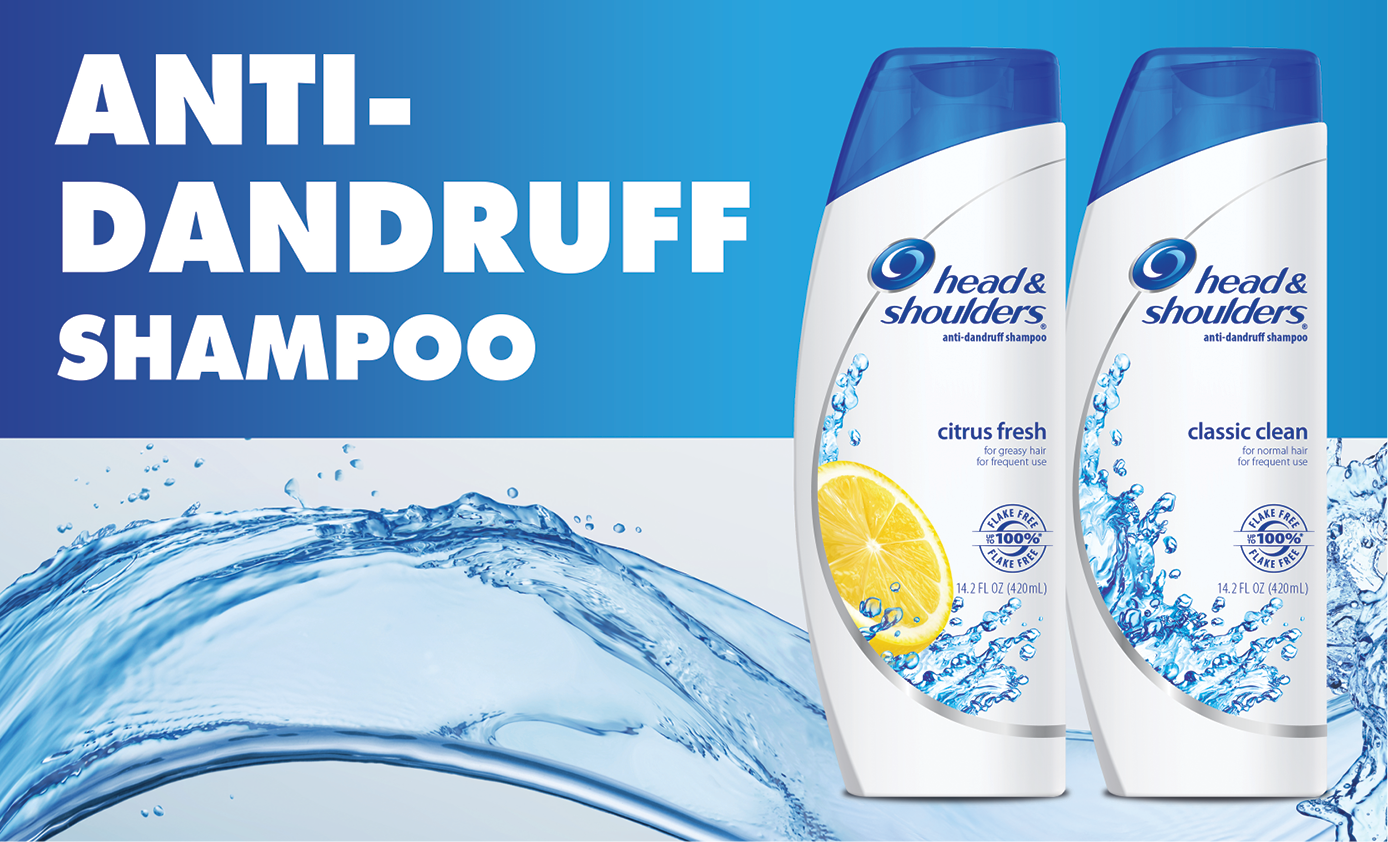 ANTI-
DANDRUFF
SHAMPOO
head &
shoulders®
anti-dandruff shampoo
citrus fresh
for greasy hair
for frequent use
FLAKE FREE
UP TO 100%*
FLAKE FREE
14.2 FL OZ (420mL)
head &
shoulders®
anti-dandruff shampoo
classic clean
for normal hair
for frequent use
FLAKE FREE
UP TO 100%*
FLAKE FREE
14.2 FL OZ (420mL)